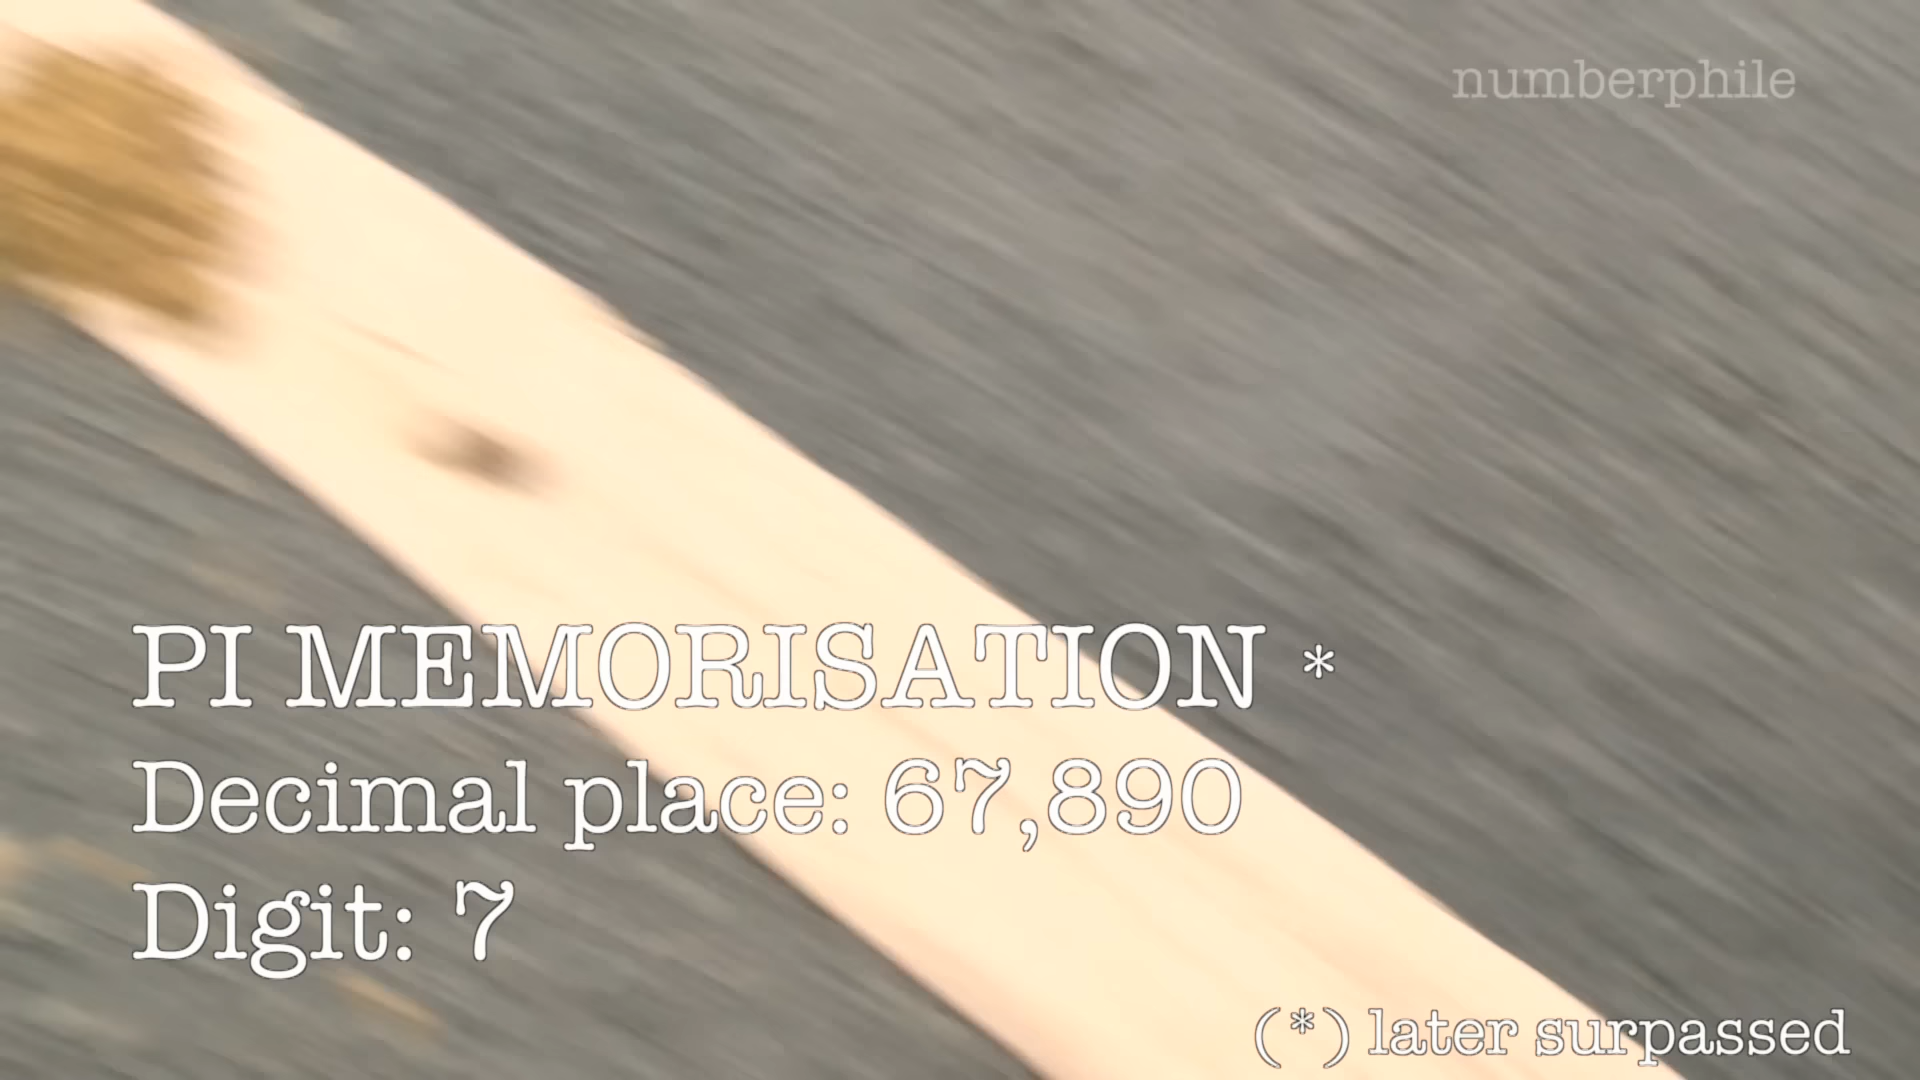 numberphile
PI MEMORISATION *
Decimal place: 67,890
Digit: 7
(*) later surpassed